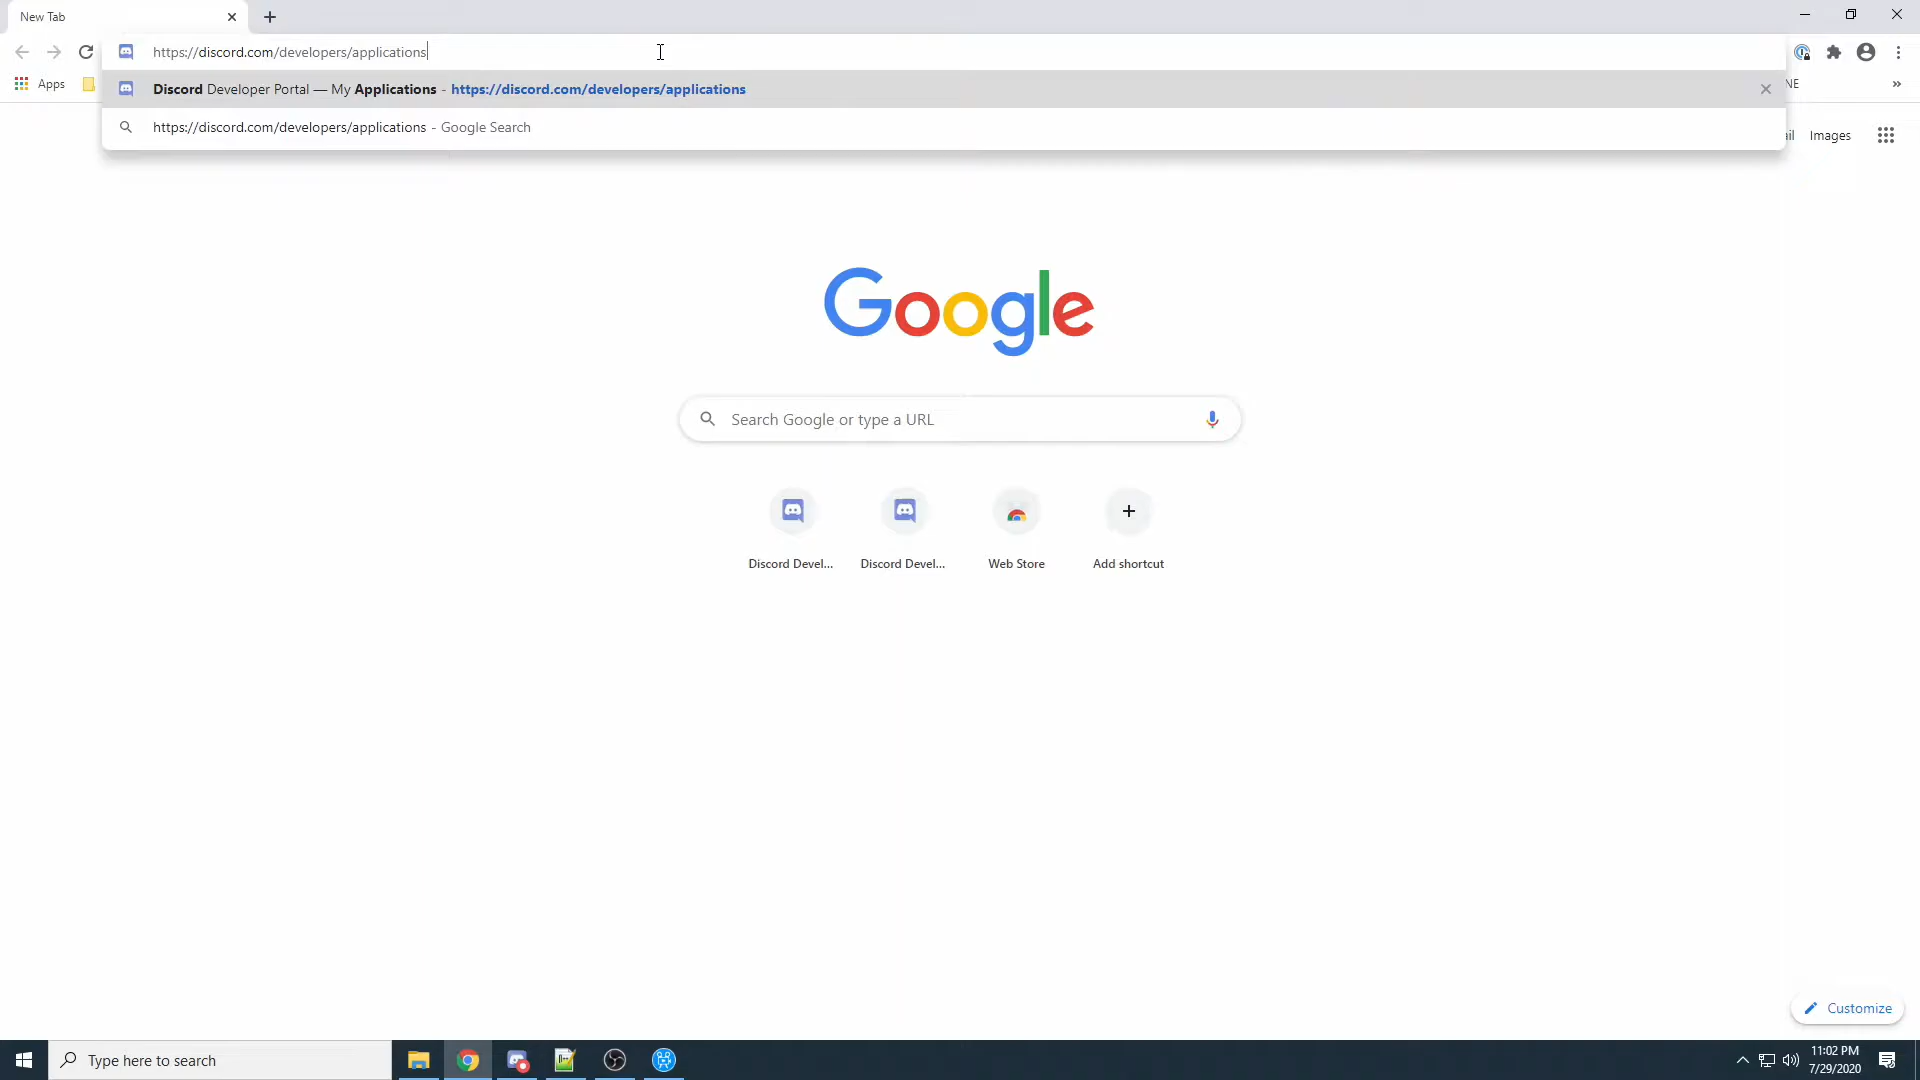 New Tab
https://discord.com/developers/applications
Apps
Discord Developer Portal — My Applications - https://discord.com/developers/applications
NE
https://discord.com/developers/applications - Google Search
ail Images
Google
Search Google or type a URL
Discord Devel... Discord Devel... Web Store Add shortcut
Customize
Type here to search
11:02 PM
7/29/2020